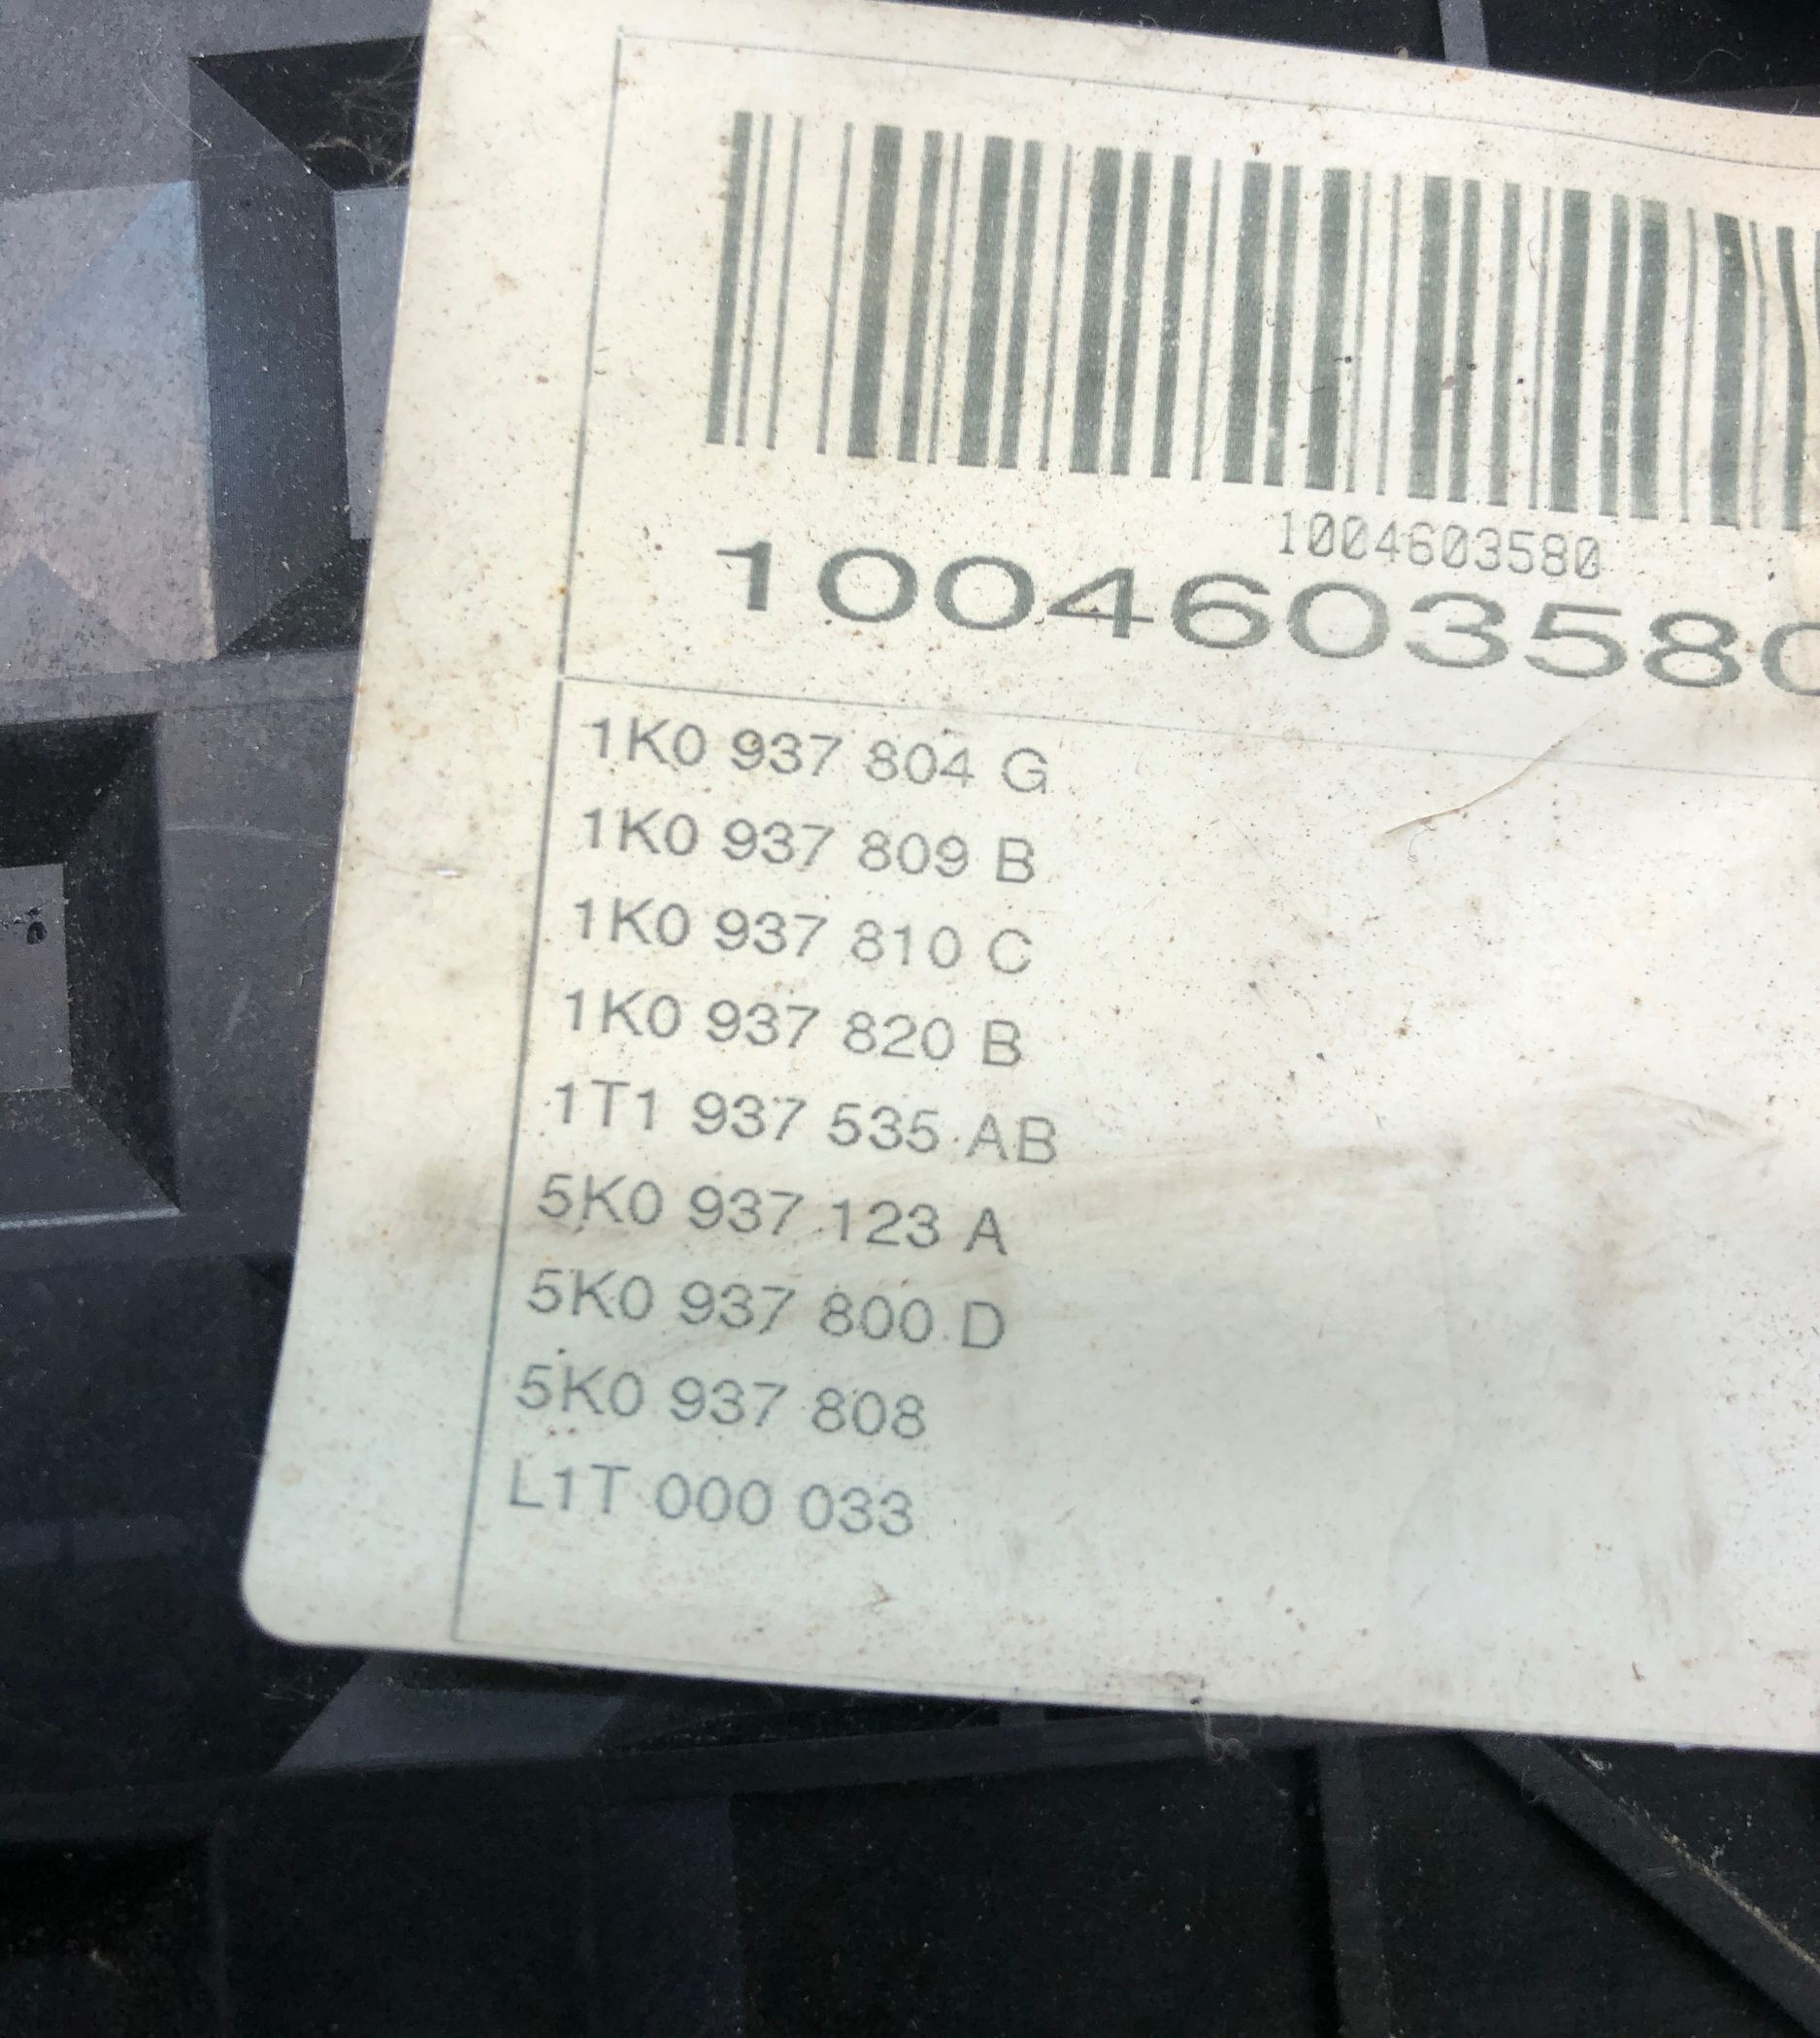 1004603580
1004603580
1K0 937 804 G
1K0 937 809 B
1K0 937 810 C
1K0 937 820 B
1T1 937 535 AB
5K0 937 123 A
5K0 937 800 D
5K0 937 808
L1T 000 033